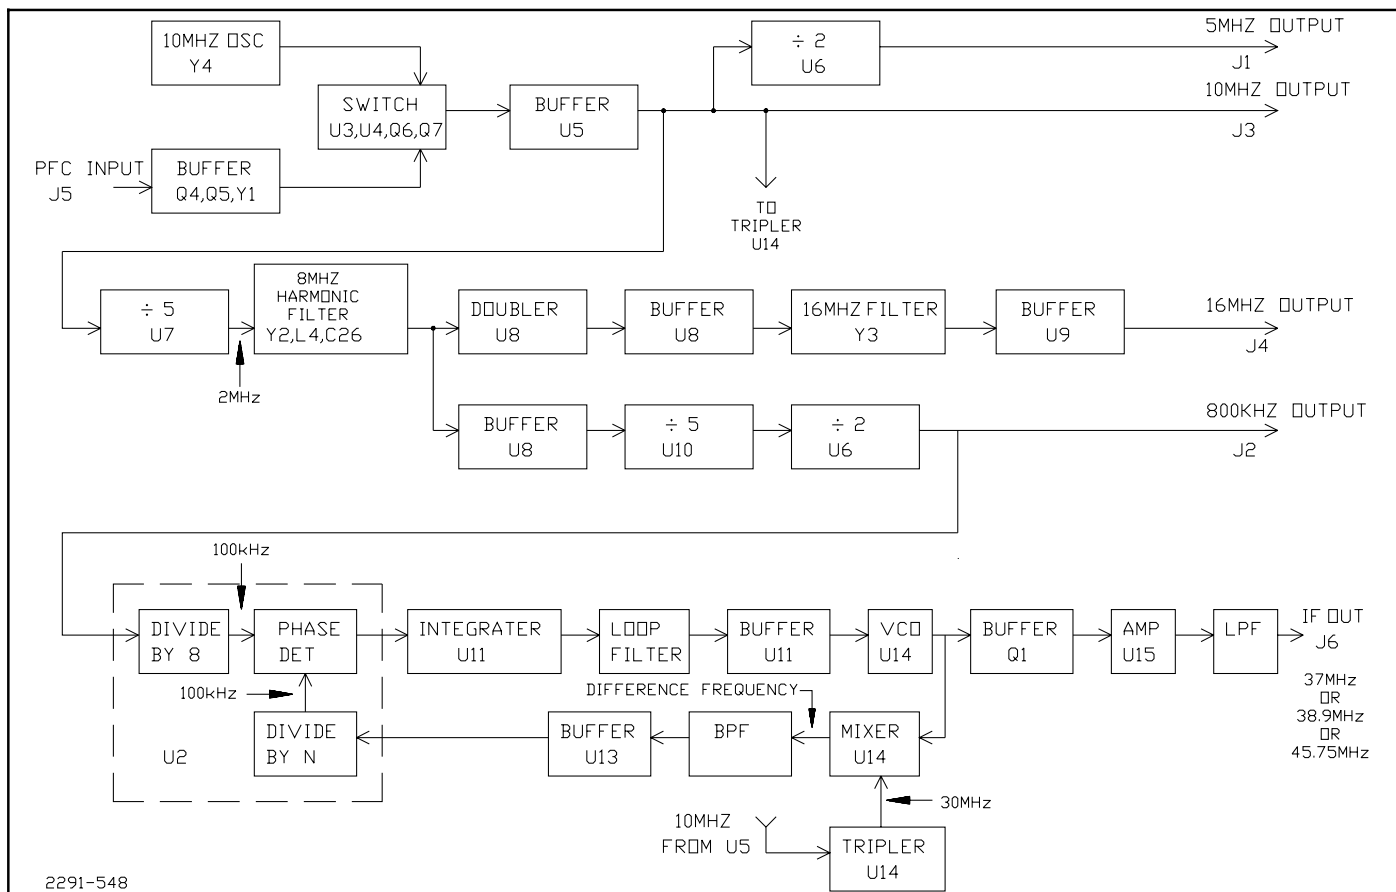 10MHZ OSC
Y4
÷ 2
U6
5MHZ OUTPUT
J1
SWITCH
U3,U4,Q6,Q7
BUFFER
U5
10MHZ OUTPUT
J3
PFC INPUT
J5
BUFFER
Q4,Q5,Y1
TO
TRIPLER
U14
÷ 5
U7
8MHZ
HARMONIC
FILTER
Y2,L4,C26
DOUBLER
U8
BUFFER
U8
16MHZ FILTER
Y3
BUFFER
U9
16MHZ OUTPUT
J4
2MHz
BUFFER
U8
÷ 5
U10
÷ 2
U6
800KHZ OUTPUT
J2
100kHz
DIVIDE
BY 8
PHASE
DET
INTEGRATER
U11
LOOP
FILTER
BUFFER
U11
VCO
U14
BUFFER
Q1
AMP
U15
LPF
IF OUT
J6
37MHz
OR
38.9MHz
OR
45.75MHz
100kHz
DIFFERENCE FREQUENCY
U2
DIVIDE
BY N
BUFFER
U13
BPF
MIXER
U14
30MHz
10MHZ
FROM U5
TRIPLER
U14
2291-548